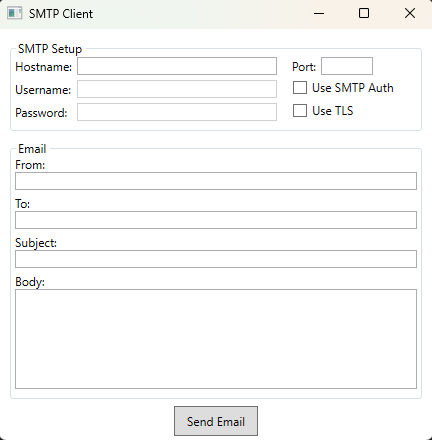 SMTP Client
SMTP Setup
Hostname:
Port:
Username:
Use SMTP Auth
Password:
Use TLS
Email
From:
To:
Subject:
Body:
Send Email